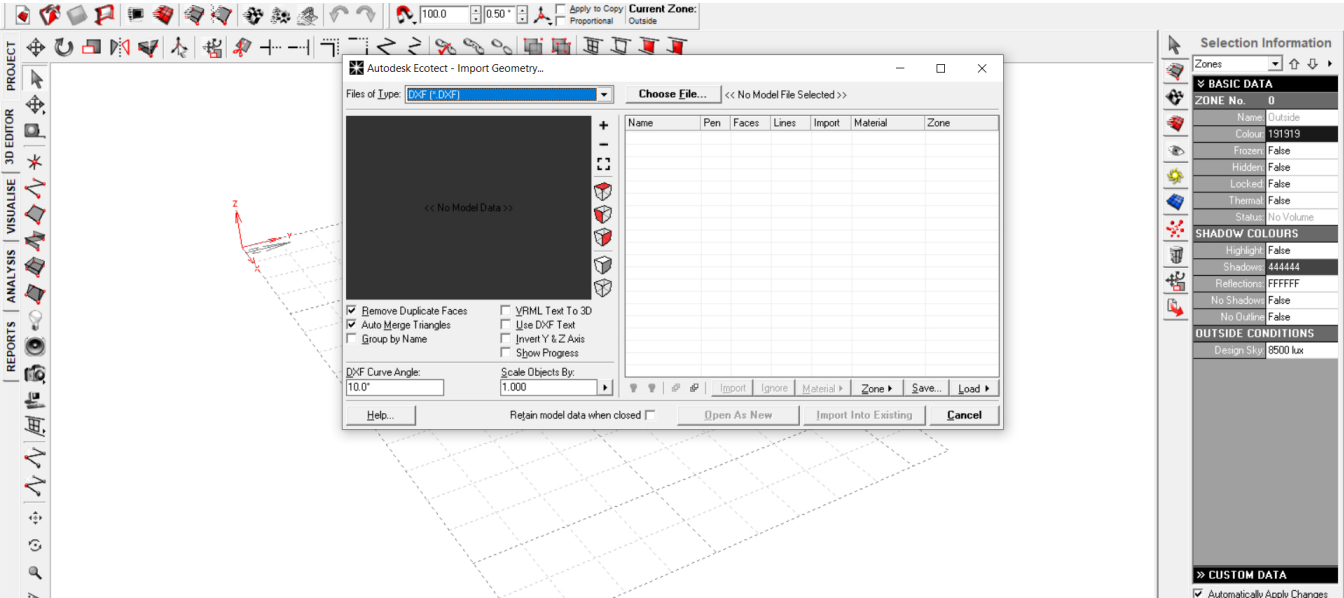 100.0
0.50 °
Apply to Copy
Proportional
Current Zone:
Outside
PROJECT
3D EDITOR
VISUALISE
ANALYSIS
REPORTS
Z
Y
X
Autodesk Ecotect - Import Geometry...
Files of Type: DXF (*.DXF)
Choose File... << No Model File Selected >>
<< No Model Data >>
Name Pen Faces Lines Import Material Zone
Remove Duplicate Faces
Auto Merge Triangles
Group by Name
VRML Text To 3D
Use DXF Text
Invert Y & Z Axis
Show Progress
DXF Curve Angle:
10.0°
Scale Objects By:
1.000
Import Ignore Material Zone Save... Load
Help... Retain model data when closed Open As New Import Into Existing Cancel
Selection Information
Zones
BASIC DATA
ZONE No. 0
Name: Outside
Colour: 191919
Frozen: False
Hidden: False
Locked: False
Thermal: False
Status: No Volume
SHADOW COLOURS
Highlight: False
Shadows: 444444
Reflections: FFFFFF
No Shadows: False
No Outline: False
OUTSIDE CONDITIONS
Design Sky: 8500 lux
CUSTOM DATA
Automatically Apply Changes